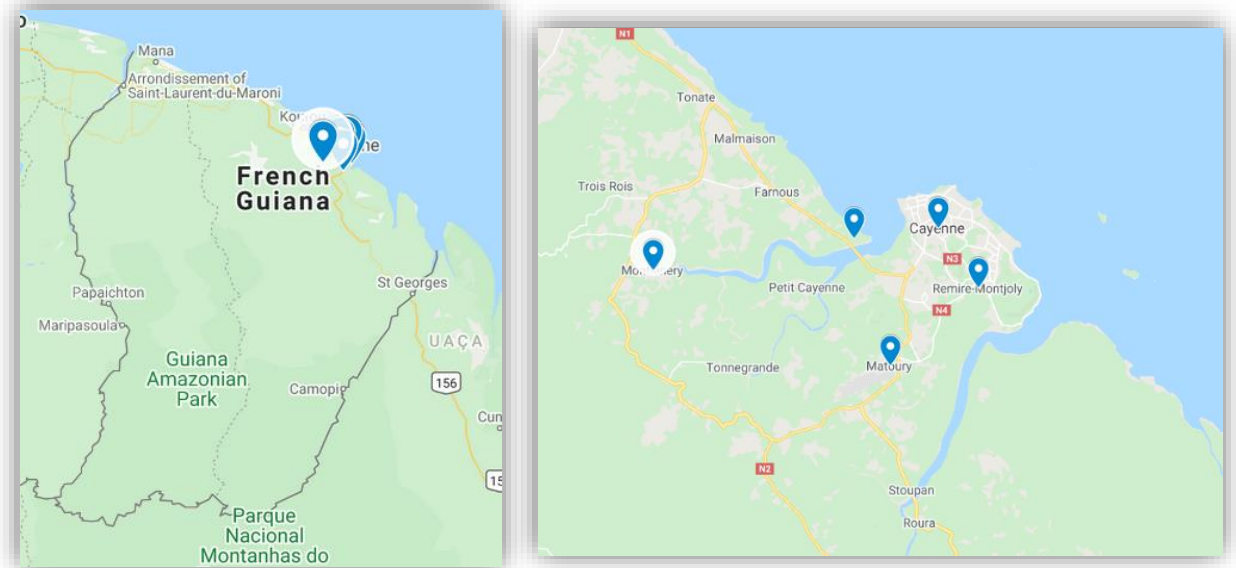 Mana
Arrondissement of
Saint-Laurent-du-Maroni
French
Guiana
St Georges
Papaichton
Maripasoula
UAÇA
Guiana
Amazonian
Park
Camopi
156
Parque
Nacional
Montanhas do
N1
Tonate
Malmaison
Trois Rois
Farnous
Cayenne
N3
Petit Cayenne
Remire-Montjoly
N4
Tonnegrande
Matoury
N2
Stoupan
Roura